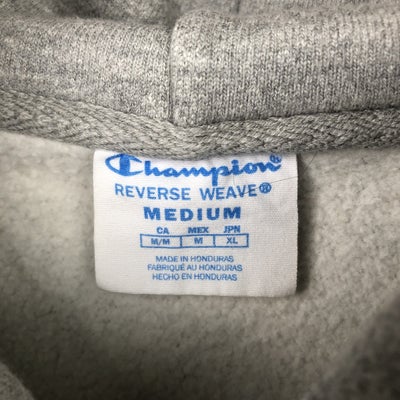 Champion
REVERSE WEAVE®
MEDIUM
CA MEX JPN
M/M M XL
MADE IN HONDURAS
FABRIQUÉ AU HONDURAS
HECHO EN HONDURAS